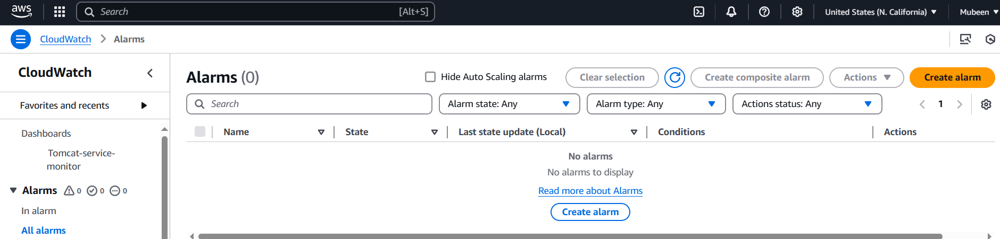 aws Search [Alt+S] United States (N. California) Mubeen
CloudWatch Alarms
CloudWatch
Favorites and recents
Dashboards
Tomcat-service-
monitor
Alarms 0 0 0
In alarm
All alarms
Alarms (0) Hide Auto Scaling alarms Clear selection Create composite alarm Actions Create alarm
Search Alarm state: Any Alarm type: Any Actions status: Any 1
Name State Last state update (Local) Conditions Actions
No alarms
No alarms to display
Read more about Alarms
Create alarm